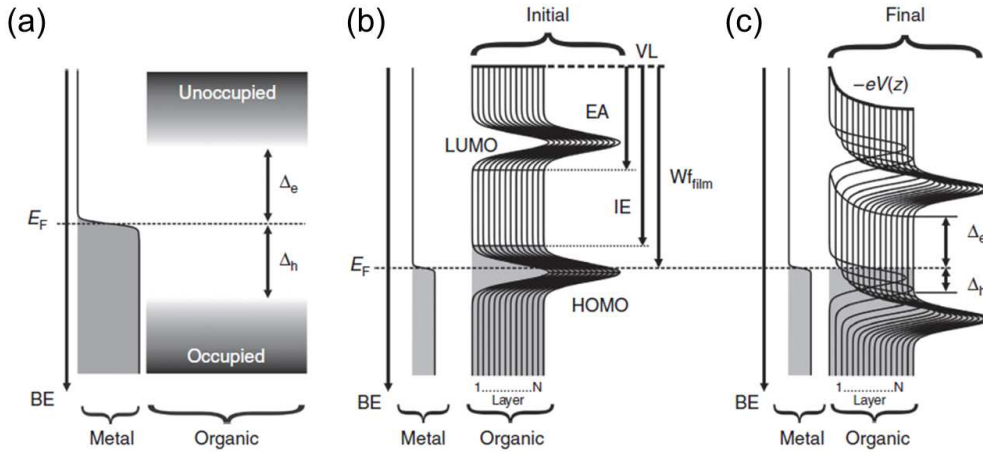 (a)
Unoccupied
Δe
EF
Δh
Occupied
BE
Metal
Organic
(b)
Initial
VL
EA
LUMO
Wffilm
IE
EF
HOMO
1............N
Layer
BE
Metal
Organic
(c)
Final
−eV(z)
Δe
Δh
1............N
Layer
BE
Metal
Organic